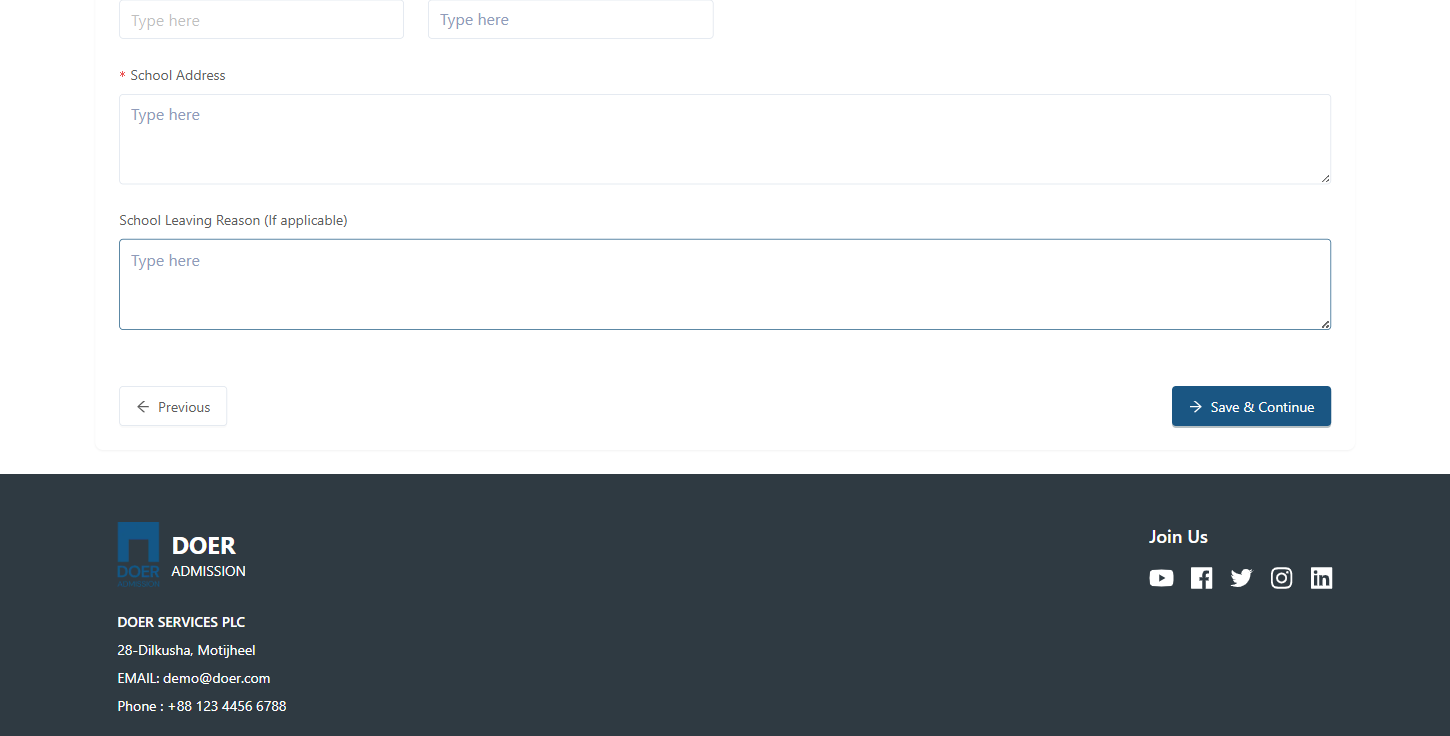 Type here
Type here
* School Address
Type here
School Leaving Reason (If applicable)
Type here
Previous
Save & Continue
DOER
ADMISSION
DOER
ADMISSION
DOER SERVICES PLC
28-Dilkusha, Motijheel
EMAIL: demo@doer.com
Phone : +88 123 4456 6788
Join Us